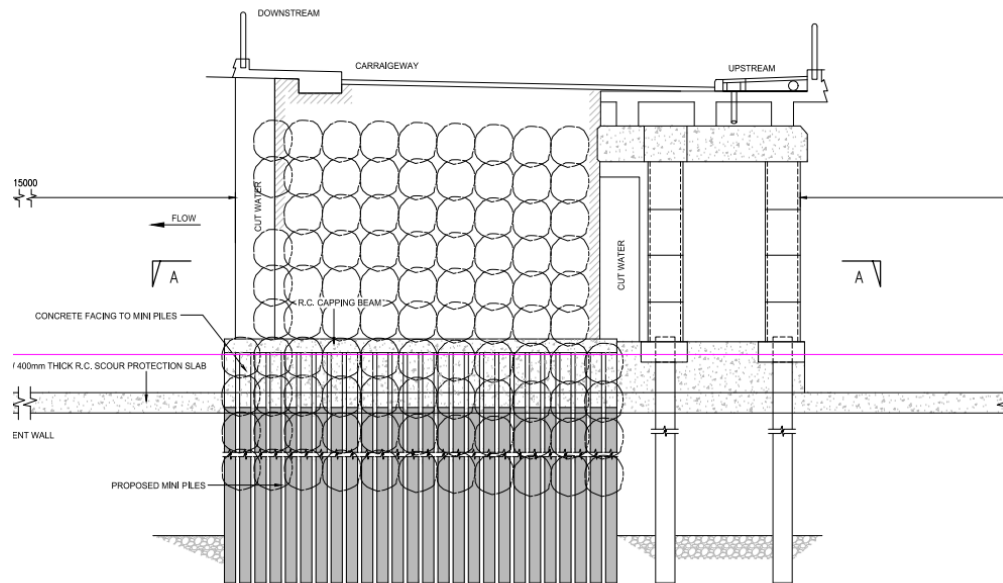 DOWNSTREAM
CARRAIGEWAY
UPSTREAM
15000
CUT WATER
FLOW
A
A
CUT WATER
R.C. CAPPING BEAM
CONCRETE FACING TO MINI PILES
400mm THICK R.C. SCOUR PROTECTION SLAB
ENT WALL
PROPOSED MINI PILES